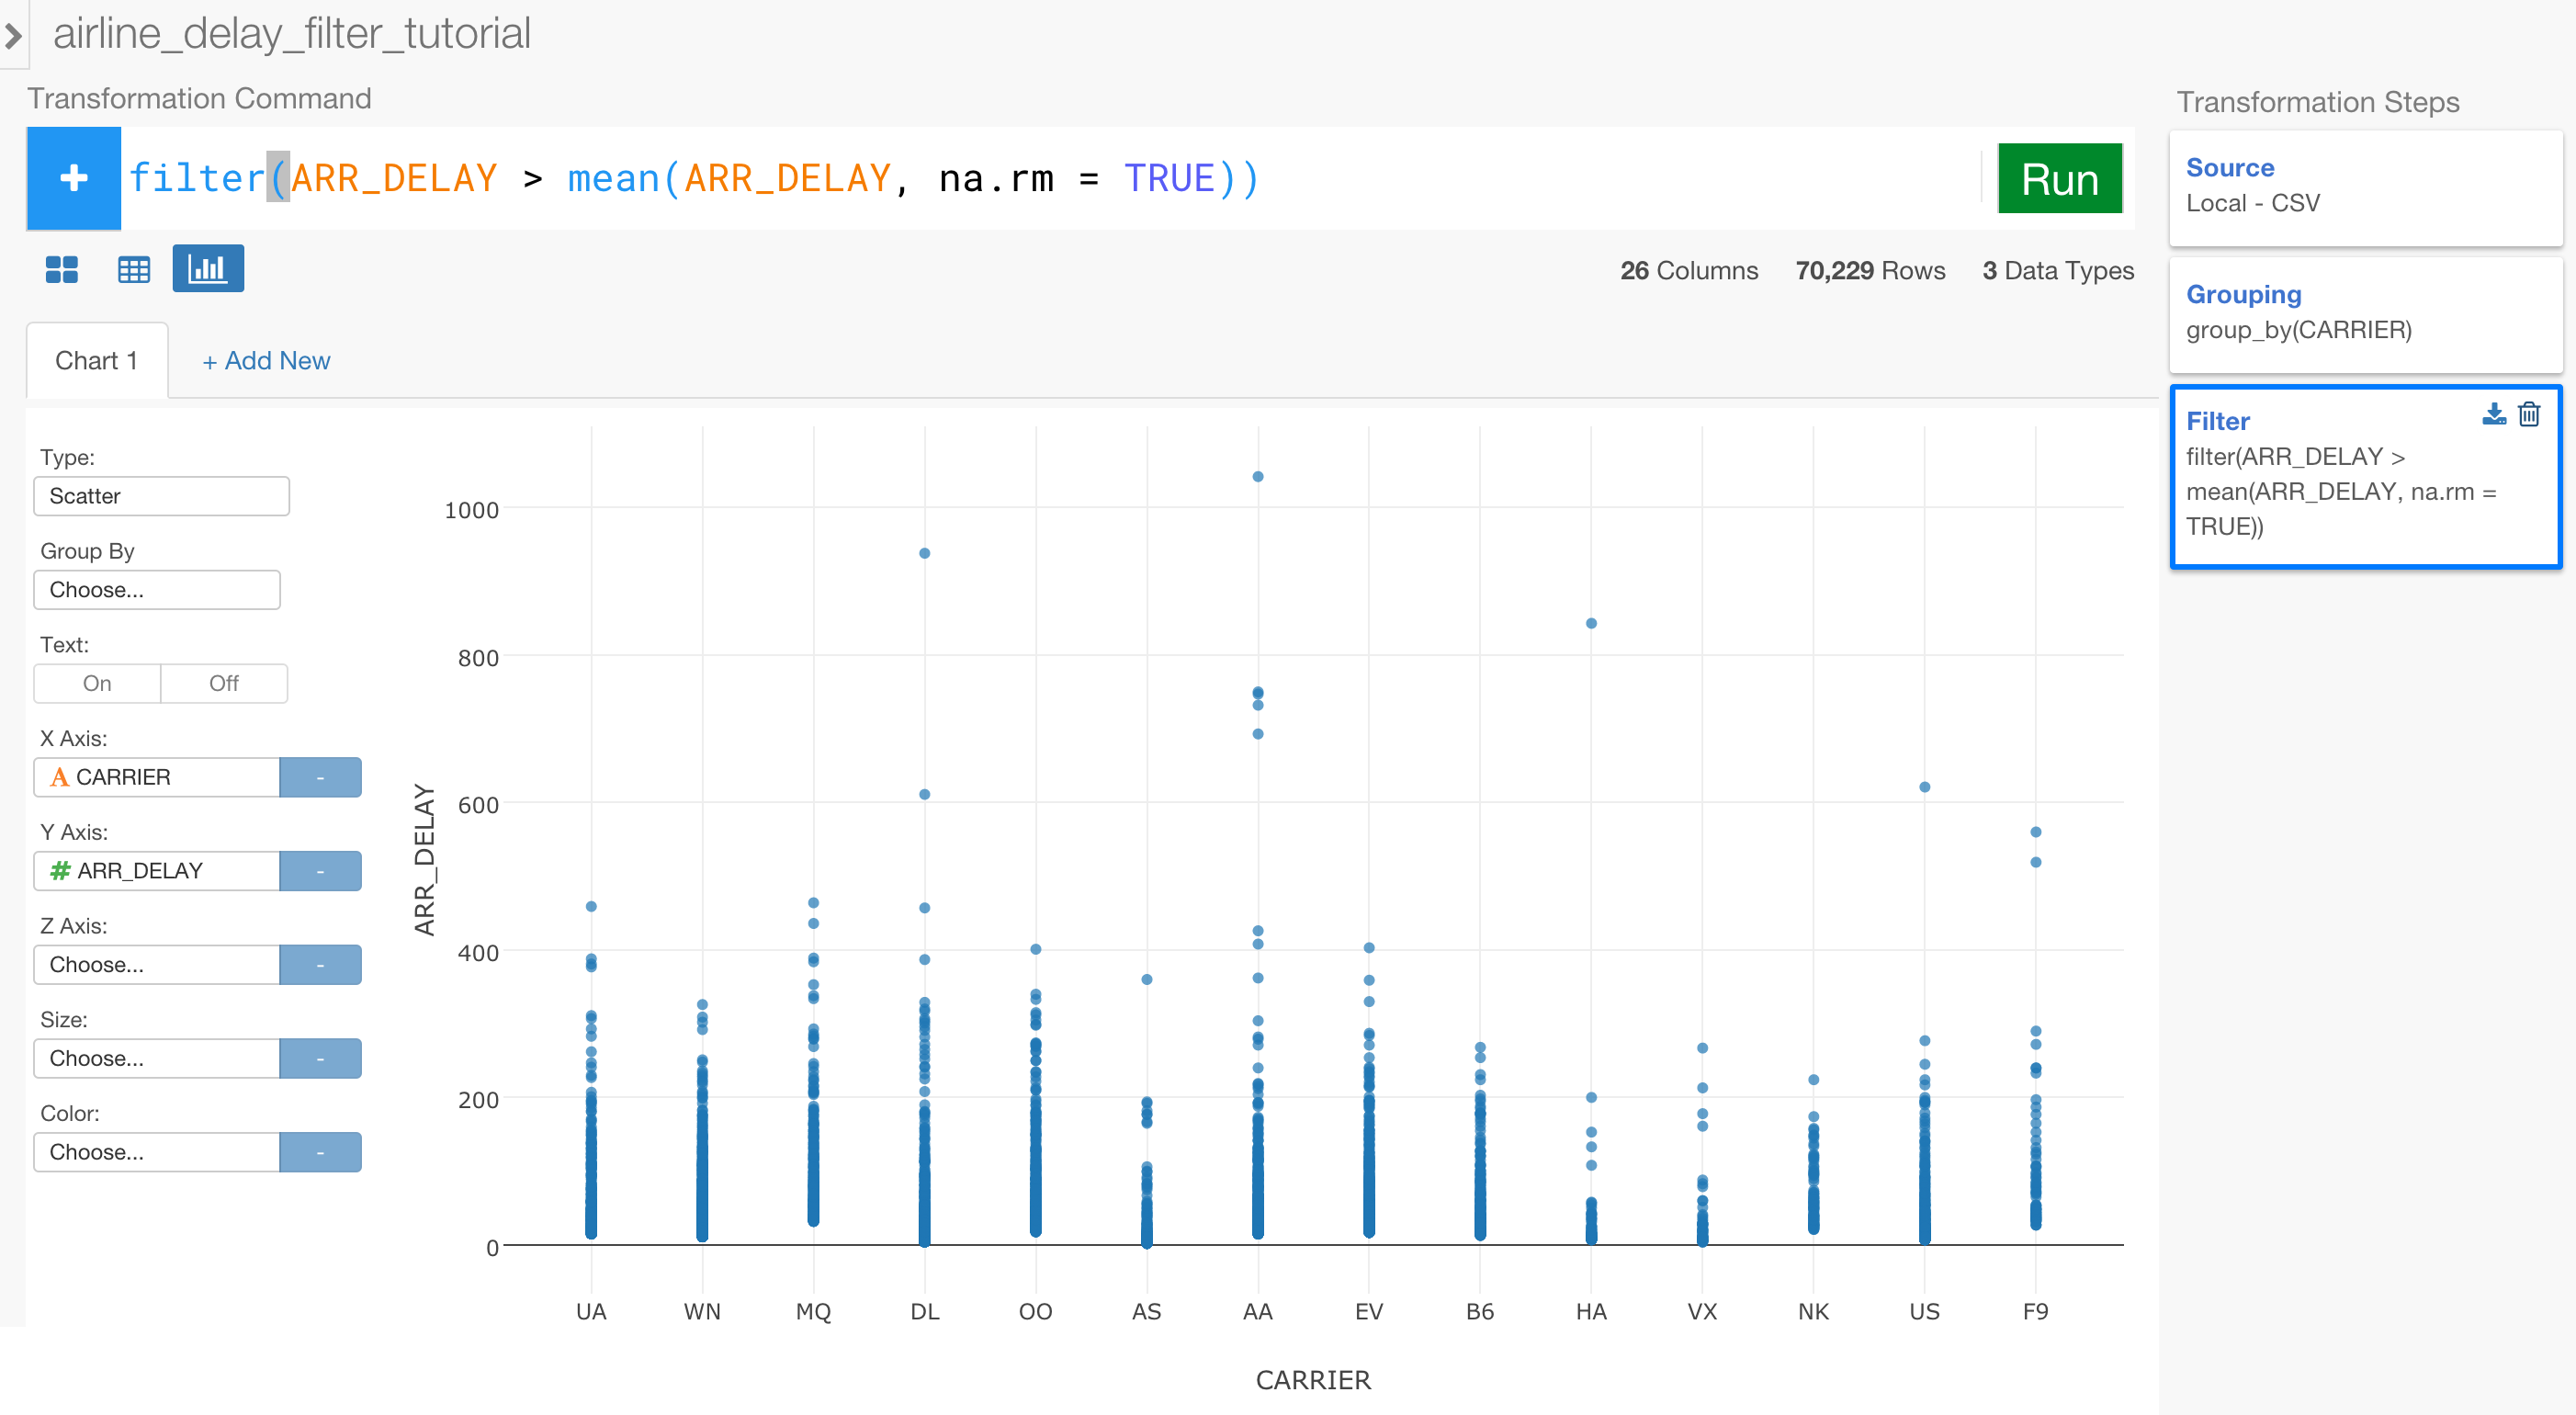 airline_delay_filter_tutorial
Transformation Command
+ filter(ARR_DELAY > mean(ARR_DELAY, na.rm = TRUE))
Run
26 Columns 70,229 Rows 3 Data Types
Chart 1
+ Add New
Type:
Scatter
Group By
Choose...
Text:
On Off
X Axis:
A CARRIER -
Y Axis:
# ARR_DELAY -
Z Axis:
Choose... -
Size:
Choose... -
Color:
Choose... -
ARR_DELAY
1000
800
600
400
200
0
UA WN MQ DL OO AS AA EV B6 HA VX NK US F9
CARRIER
Transformation Steps
Source
Local - CSV
Grouping
group_by(CARRIER)
Filter
filter(ARR_DELAY >
mean(ARR_DELAY, na.rm =
TRUE))